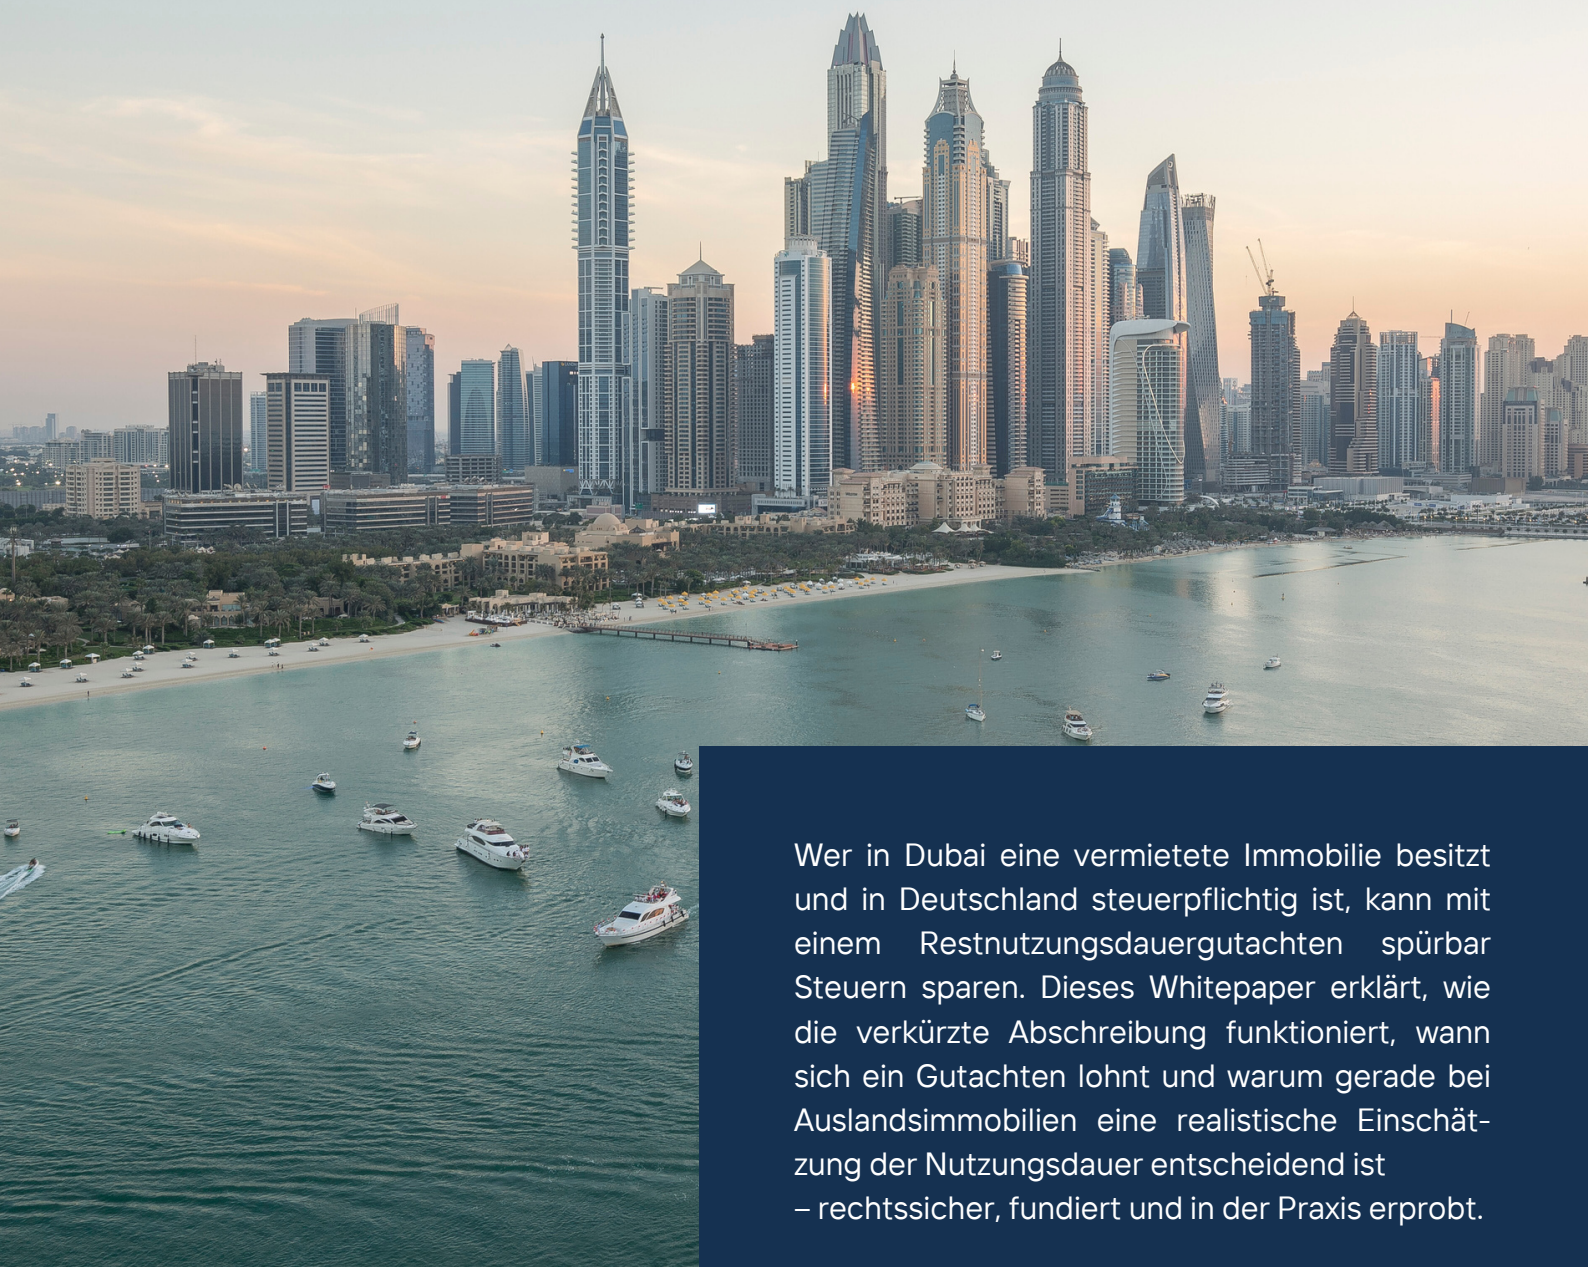 Wer in Dubai eine vermietete Immobilie besitzt
und in Deutschland steuerpflichtig ist, kann mit
einem Restnutzungsdauergutachten spürbar
Steuern sparen. Dieses Whitepaper erklärt, wie
die verkürzte Abschreibung funktioniert, wann
sich ein Gutachten lohnt und warum gerade bei
Auslandsimmobilien eine realistische Einschät-
zung der Nutzungsdauer entscheidend ist
– rechtssicher, fundiert und in der Praxis erprobt.